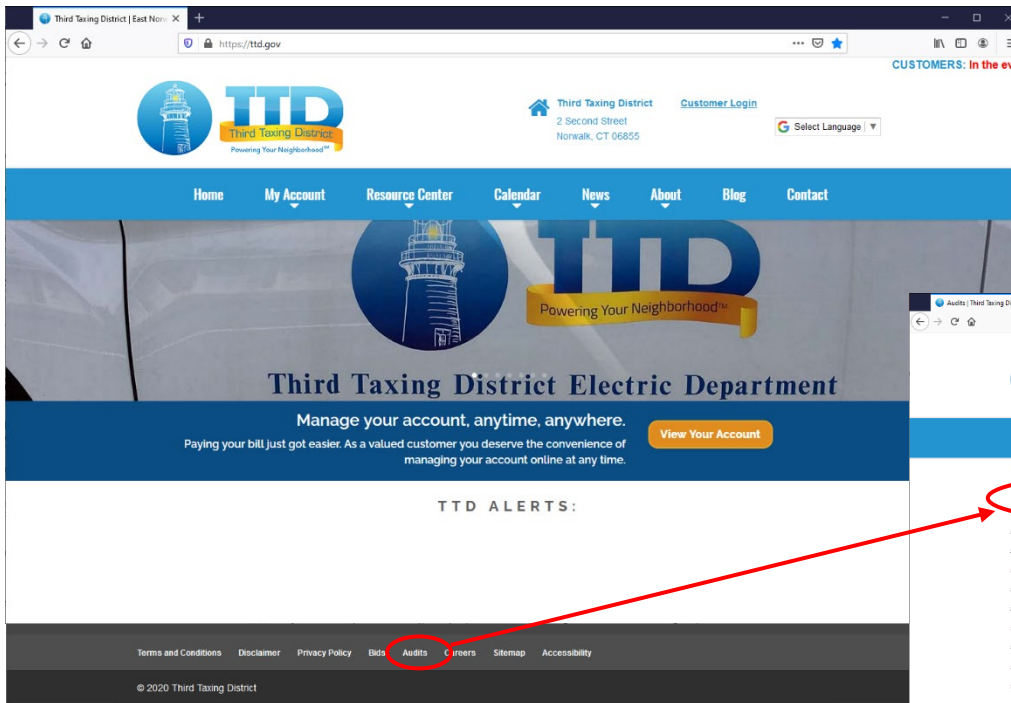 Third Taxing District | East Norw
https://ttd.gov
CUSTOMERS: In the ev
TTD
Third Taxing District
Powering Your Neighborhood™
Third Taxing District
2 Second Street
Norwalk, CT 06855
Customer Login
G Select Language
Home My Account Resource Center Calendar News About Blog Contact
TTD
Powering Your Neighborhood™
Third Taxing District Electric Department
Audits | Third Taxing Di
Manage your account, anytime, anywhere.
Paying your bill just got easier. As a valued customer you deserve the convenience of
managing your account online at any time.
View Your Account
TTD ALERTS:
Terms and Conditions Disclaimer Privacy Policy Bids Audits Careers Sitemap Accessibility
© 2020 Third Taxing District